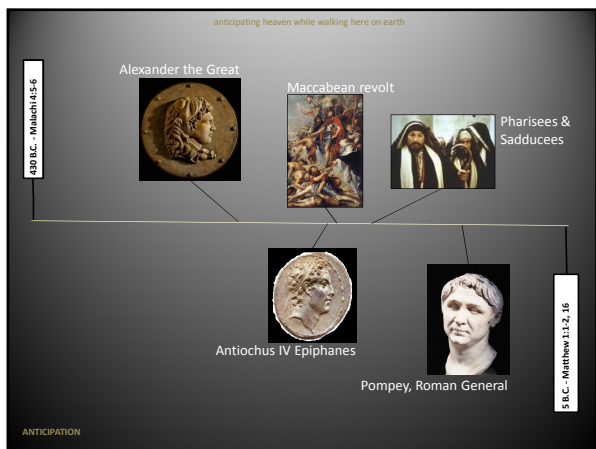 anticipating heaven while walking here on earth
430 B.C. - Malachi 4:5-6
Alexander the Great
Maccabean revolt
Pharisees &
Sadducees
Antiochus IV Epiphanes
Pompey, Roman General
5 B.C. - Matthew 1:1-2, 16
ANTICIPATION